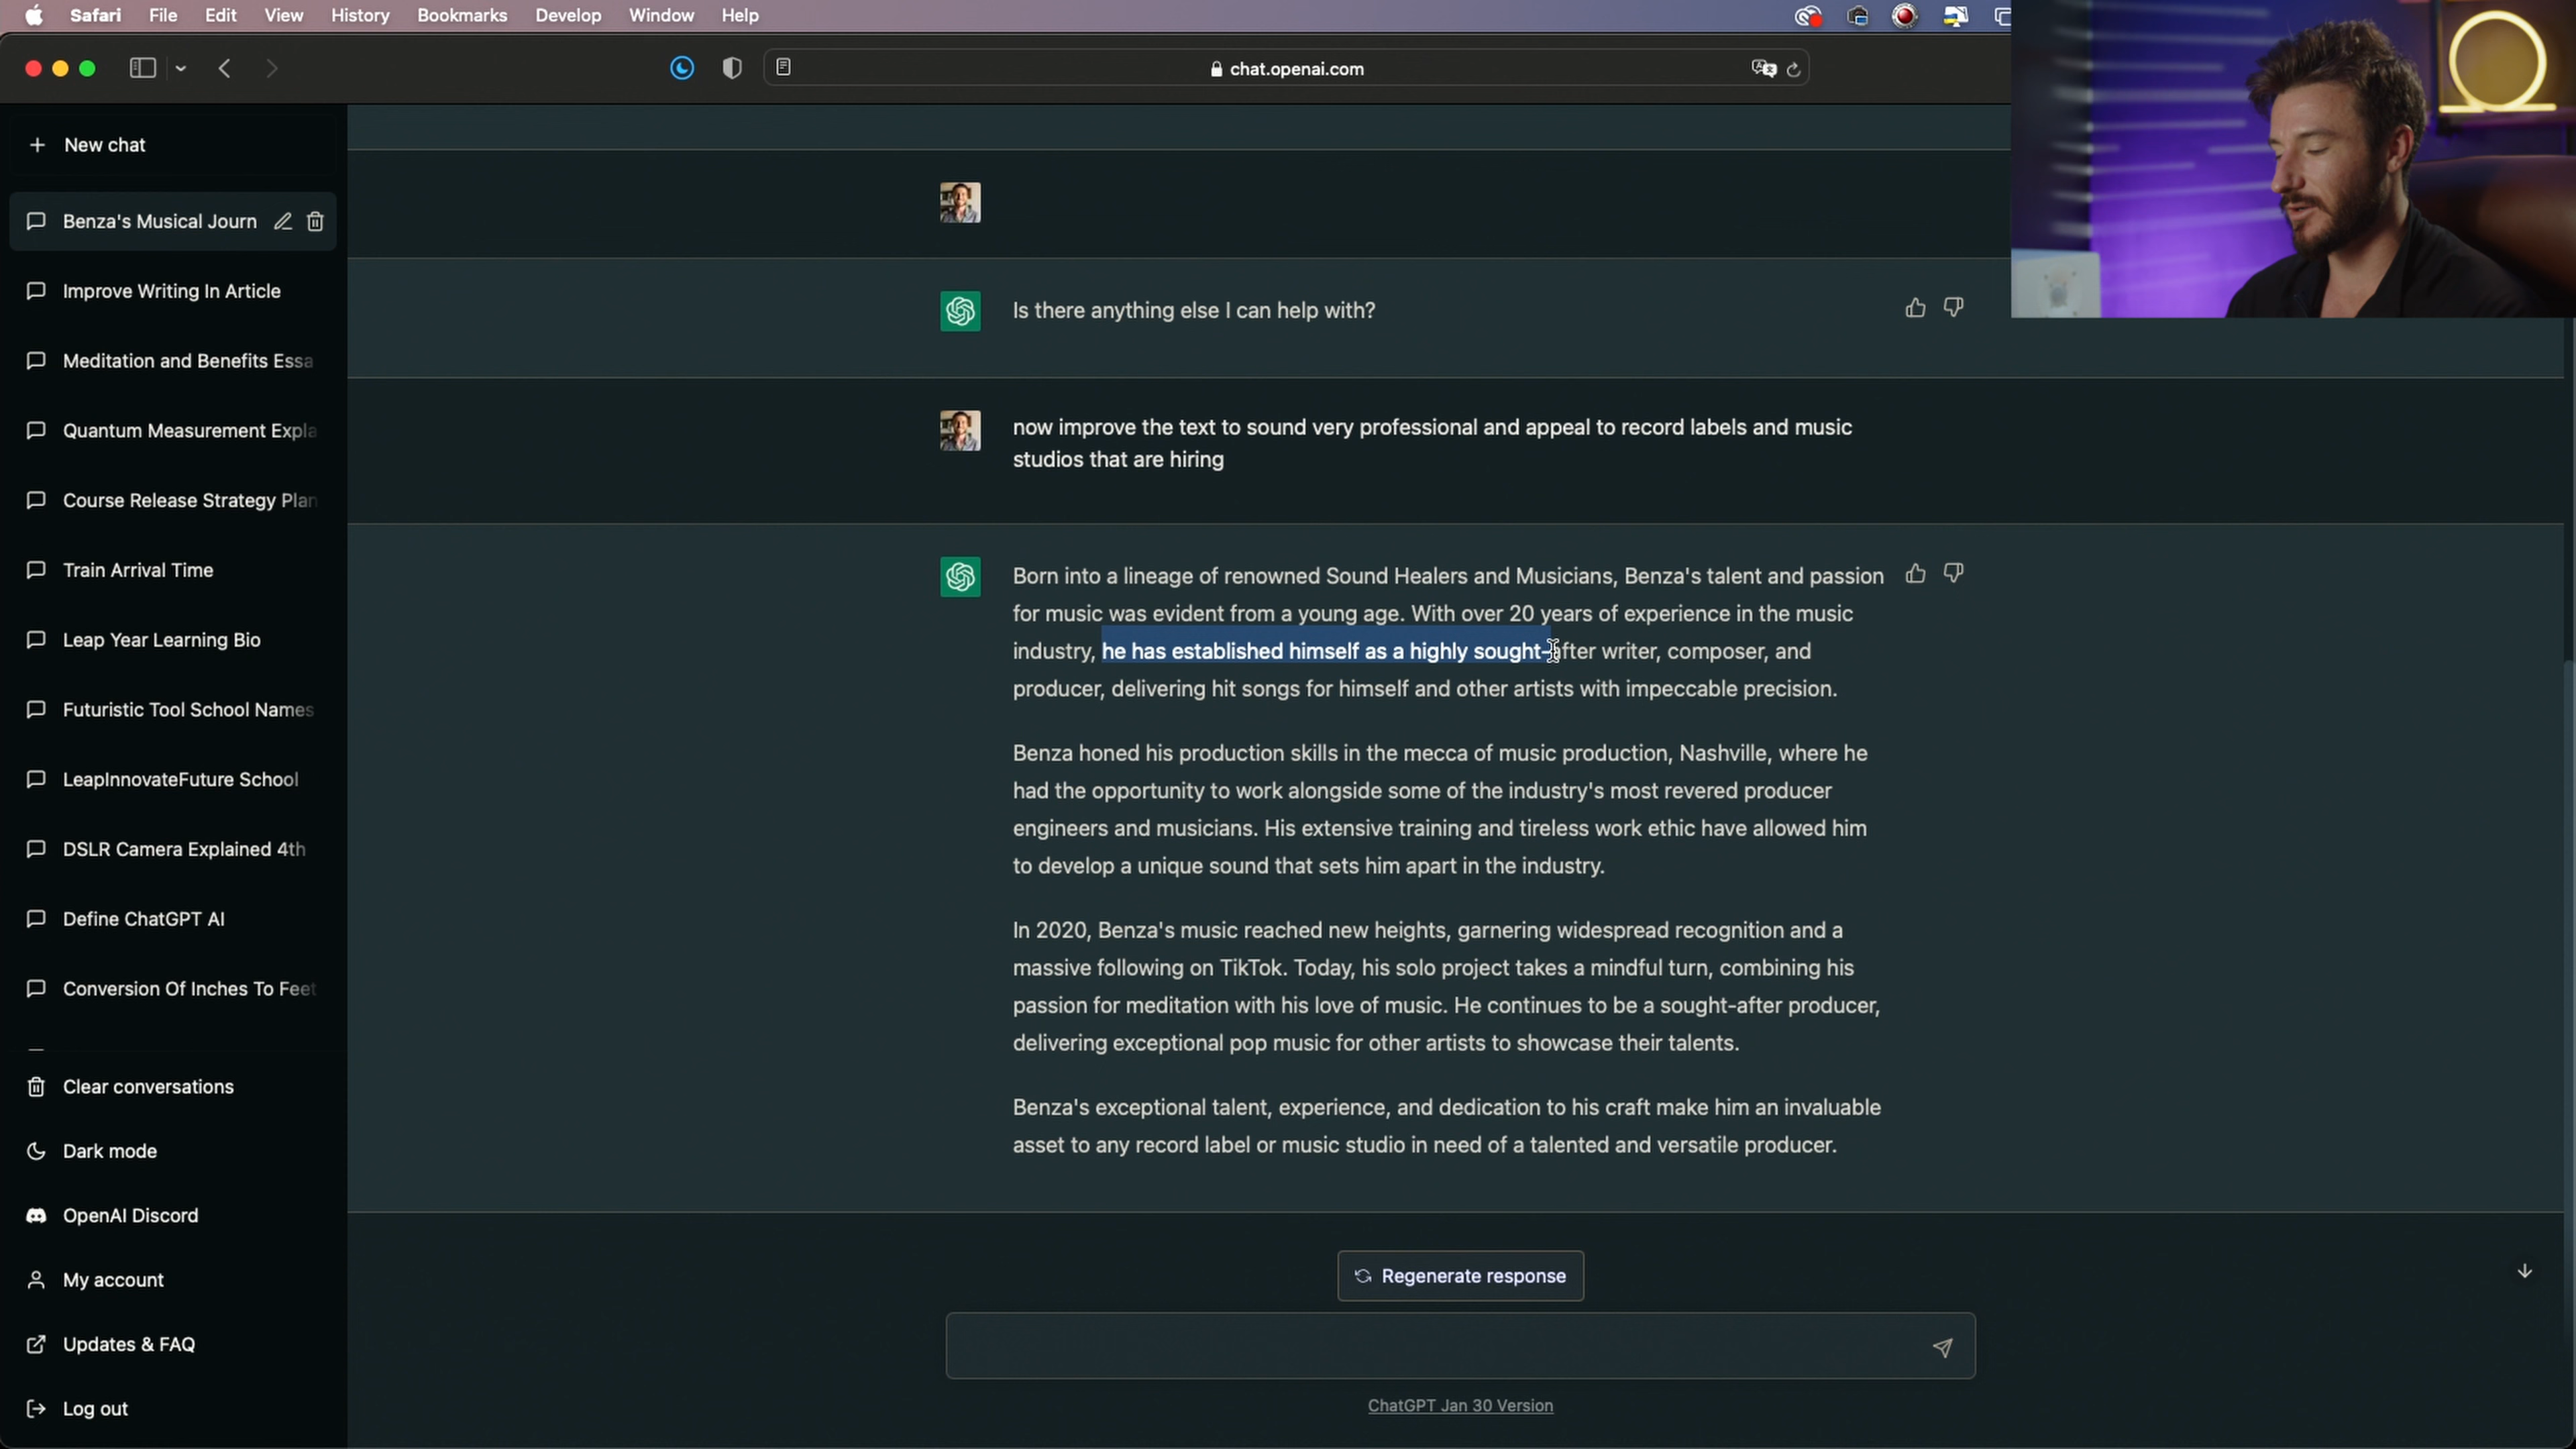 Safari File Edit View History Bookmarks Develop Window Help
chat.openai.com
New chat
Benza's Musical Journ
Improve Writing In Article
Meditation and Benefits Essa
Quantum Measurement Expla
Course Release Strategy Plan
Train Arrival Time
Leap Year Learning Bio
Futuristic Tool School Names
LeapInnovateFuture School
DSLR Camera Explained 4th
Define ChatGPT AI
Conversion Of Inches To Feet
Clear conversations
Dark mode
OpenAI Discord
My account
Updates & FAQ
Log out
Is there anything else I can help with?
now improve the text to sound very professional and appeal to record labels and music
studios that are hiring
Born into a lineage of renowned Sound Healers and Musicians, Benza's talent and passion
for music was evident from a young age. With over 20 years of experience in the music
industry, he has established himself as a highly sought-after writer, composer, and
producer, delivering hit songs for himself and other artists with impeccable precision.
Benza honed his production skills in the mecca of music production, Nashville, where he
had the opportunity to work alongside some of the industry's most revered producer
engineers and musicians. His extensive training and tireless work ethic have allowed him
to develop a unique sound that sets him apart in the industry.
In 2020, Benza's music reached new heights, garnering widespread recognition and a
massive following on TikTok. Today, his solo project takes a mindful turn, combining his
passion for meditation with his love of music. He continues to be a sought-after producer,
delivering exceptional pop music for other artists to showcase their talents.
Benza's exceptional talent, experience, and dedication to his craft make him an invaluable
asset to any record label or music studio in need of a talented and versatile producer.
Regenerate response
ChatGPT Jan 30 Version